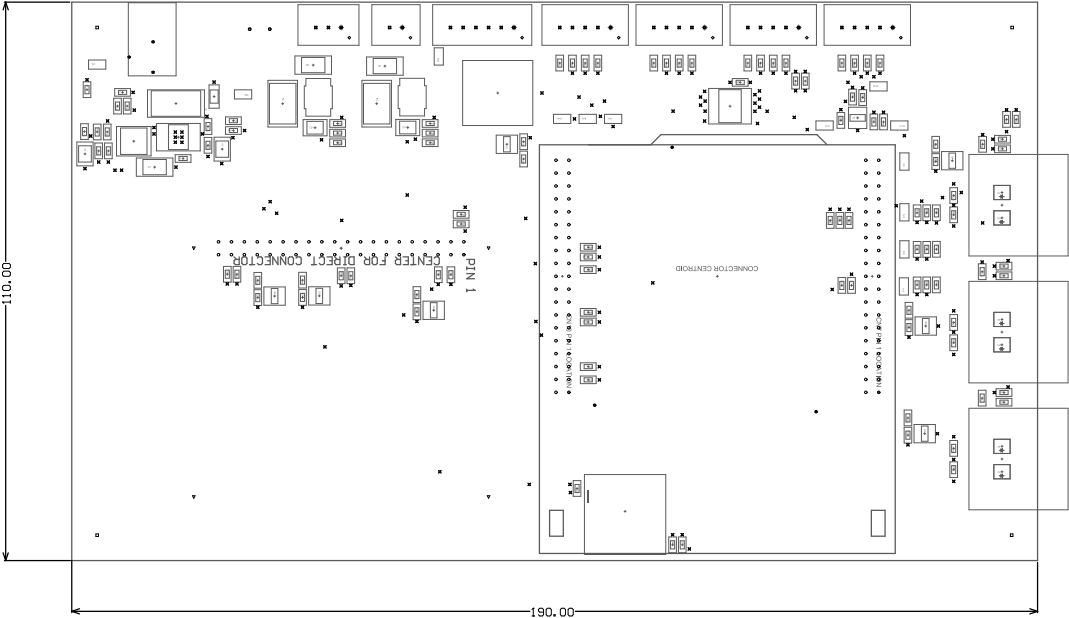 CENTER FOR DIRECT CONNECTOR
PIN 1
CONNECTOR CENTROID
110.00
190.00